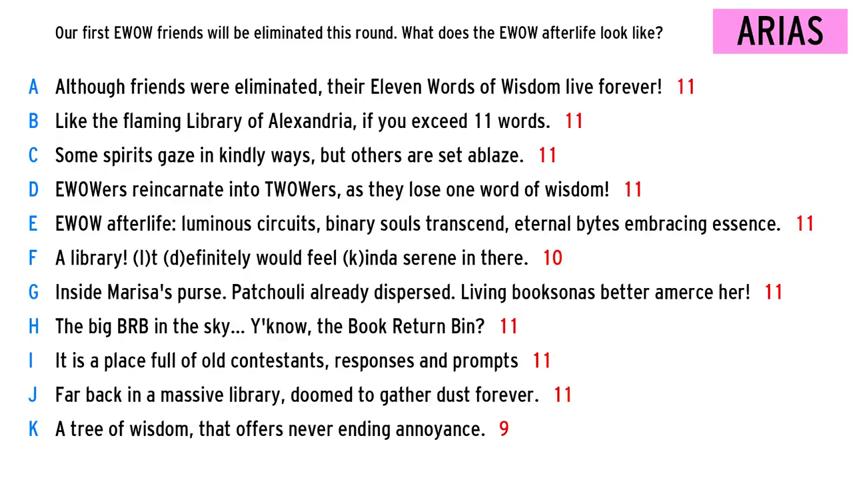 Our first EWOW friends will be eliminated this round. What does the EWOW afterlife look like?
ARIAS
A Although friends were eliminated, their Eleven Words of Wisdom live forever! 11
B Like the flaming Library of Alexandria, if you exceed 11 words. 11
C Some spirits gaze in kindly ways, but others are set ablaze. 11
D EWOWers reincarnate into TWOWers, as they lose one word of wisdom! 11
E EWOW afterlife: luminous circuits, binary souls transcend, eternal bytes embracing essence. 11
F A library! (I)t (d)efinitely would feel (k)inda serene in there. 10
G Inside Marisa's purse. Patchouli already dispersed. Living booksonas better amerce her! 11
H The big BRB in the sky... Y'know, the Book Return Bin? 11
I It is a place full of old contestants, responses and prompts 11
J Far back in a massive library, doomed to gather dust forever. 11
K A tree of wisdom, that offers never ending annoyance. 9